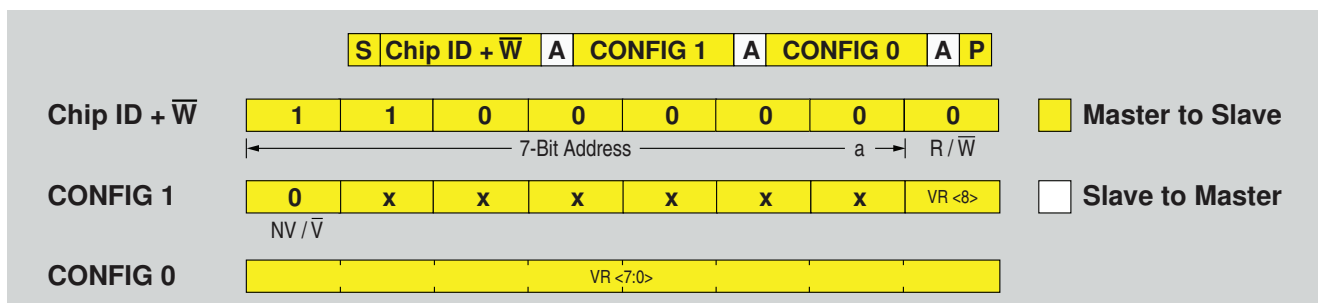 S Chip ID + W̅ A CONFIG 1 A CONFIG 0 A P
Chip ID + W̅ 1 1 0 0 0 0 0 0 Master to Slave
7-Bit Address a R / W̅
CONFIG 1 0 x x x x x x VR <8> Slave to Master
NV / V̅
CONFIG 0 VR <7:0>